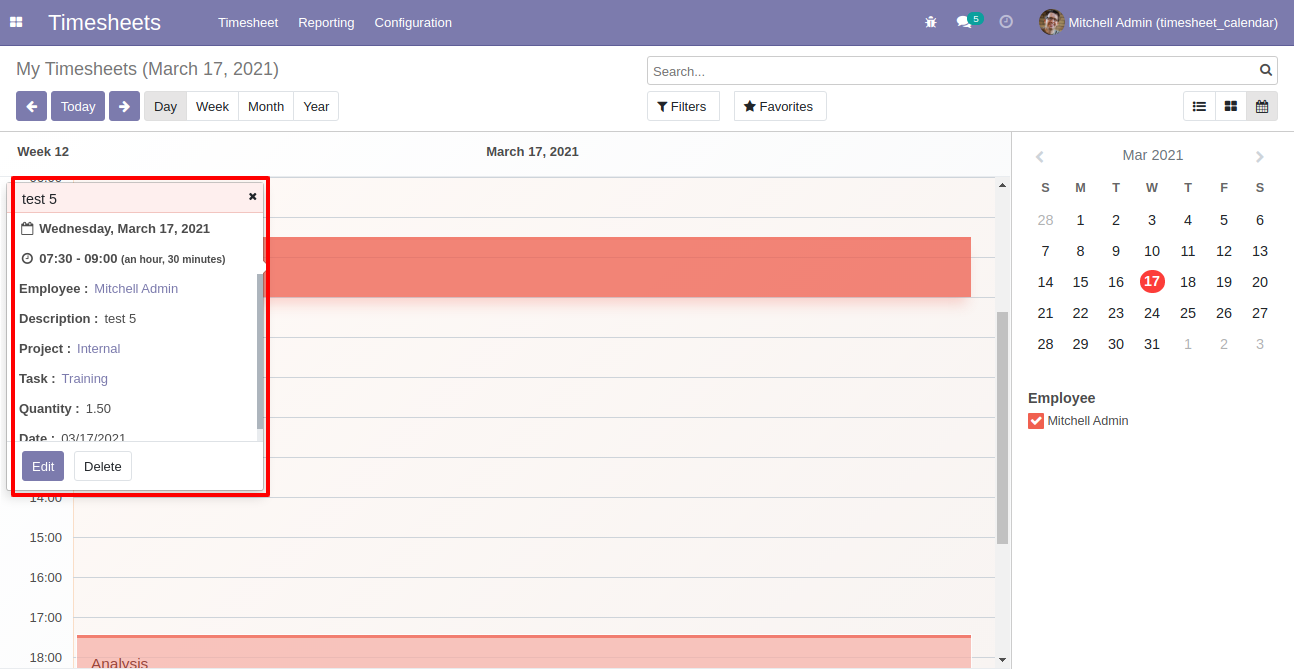 Timesheets Timesheet Reporting Configuration 5 Mitchell Admin (timesheet_calendar)
My Timesheets (March 17, 2021) Search...
Today Day Week Month Year Filters Favorites
Week 12 March 17, 2021
test 5
Wednesday, March 17, 2021
07:30 - 09:00 (an hour, 30 minutes)
Employee : Mitchell Admin
Description : test 5
Project : Internal
Task : Training
Quantity : 1.50
Date : 03/17/2021
Edit Delete
14:00
15:00
16:00
17:00
18:00 Analysis
Mar 2021
S M T W T F S
28 1 2 3 4 5 6
7 8 9 10 11 12 13
14 15 16 17 18 19 20
21 22 23 24 25 26 27
28 29 30 31 1 2 3
Employee
Mitchell Admin